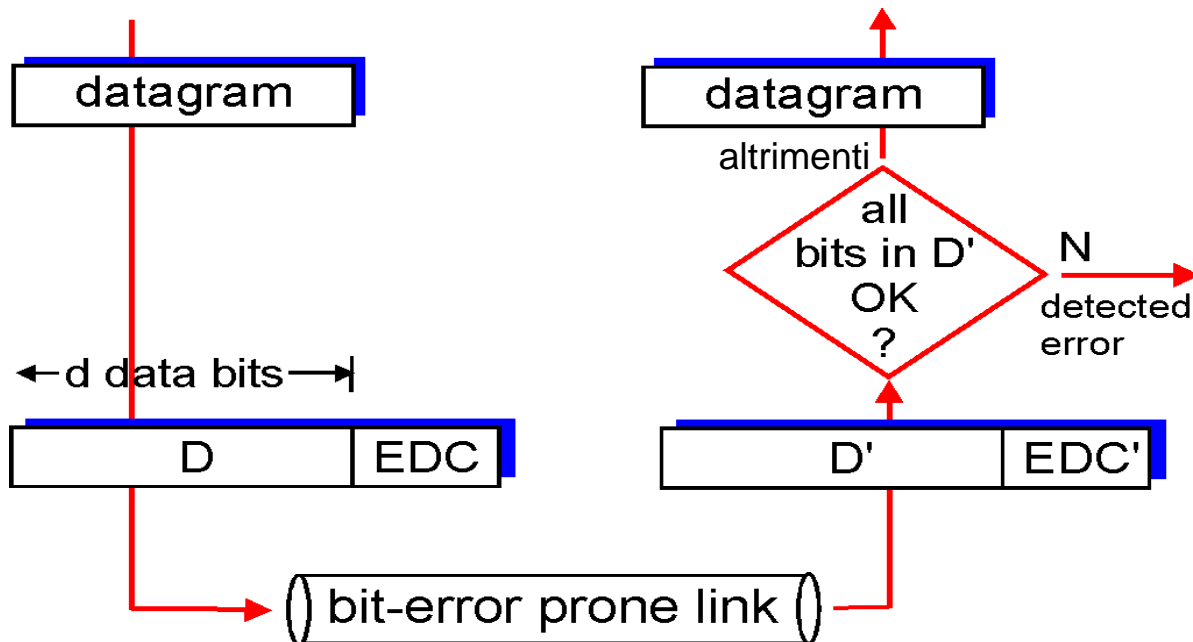 datagram
d data bits
D
EDC
bit-error prone link
datagram
altrimenti
all
bits in D'
OK
?
N
detected
error
D'
EDC'